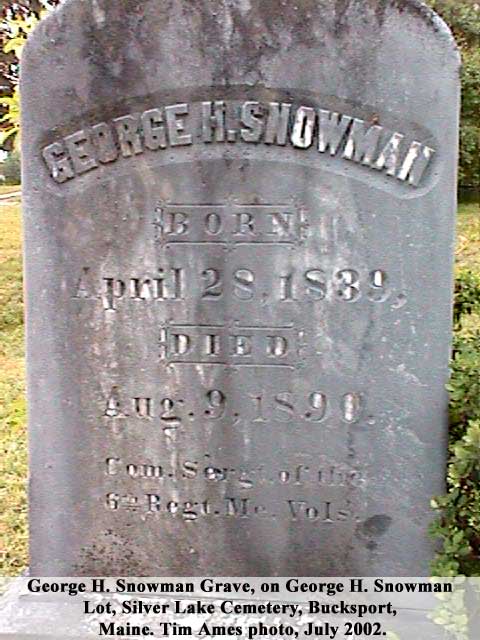 GEORGE H. SNOWMAN
BORN
April 28, 1839,
DIED
Aug. 9, 1890.
Com. Sergt. of the
6th Regt. Me. Vols.
George H. Snowman Grave, on George H. Snowman
Lot, Silver Lake Cemetery, Bucksport,
Maine. Tim Ames photo, July 2002.